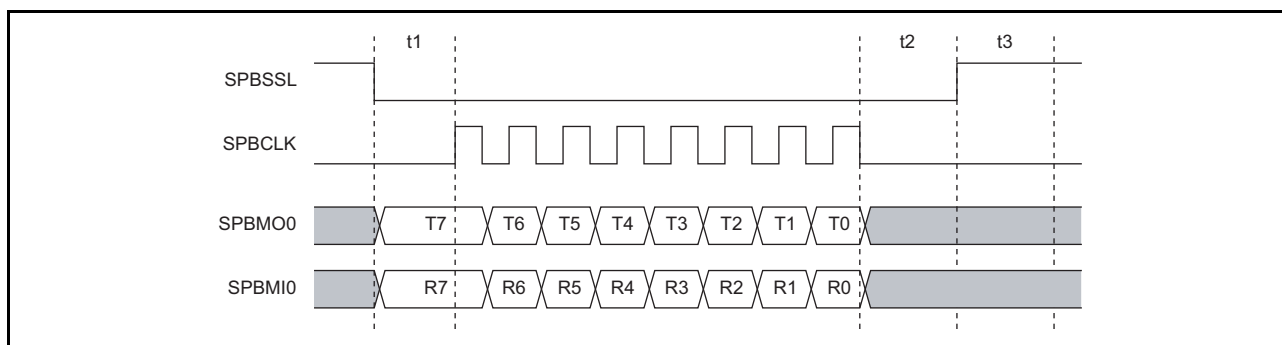 t1 t2 t3
SPBSSL
SPBCLK
SPBMO0 T7 T6 T5 T4 T3 T2 T1 T0
SPBMI0 R7 R6 R5 R4 R3 R2 R1 R0